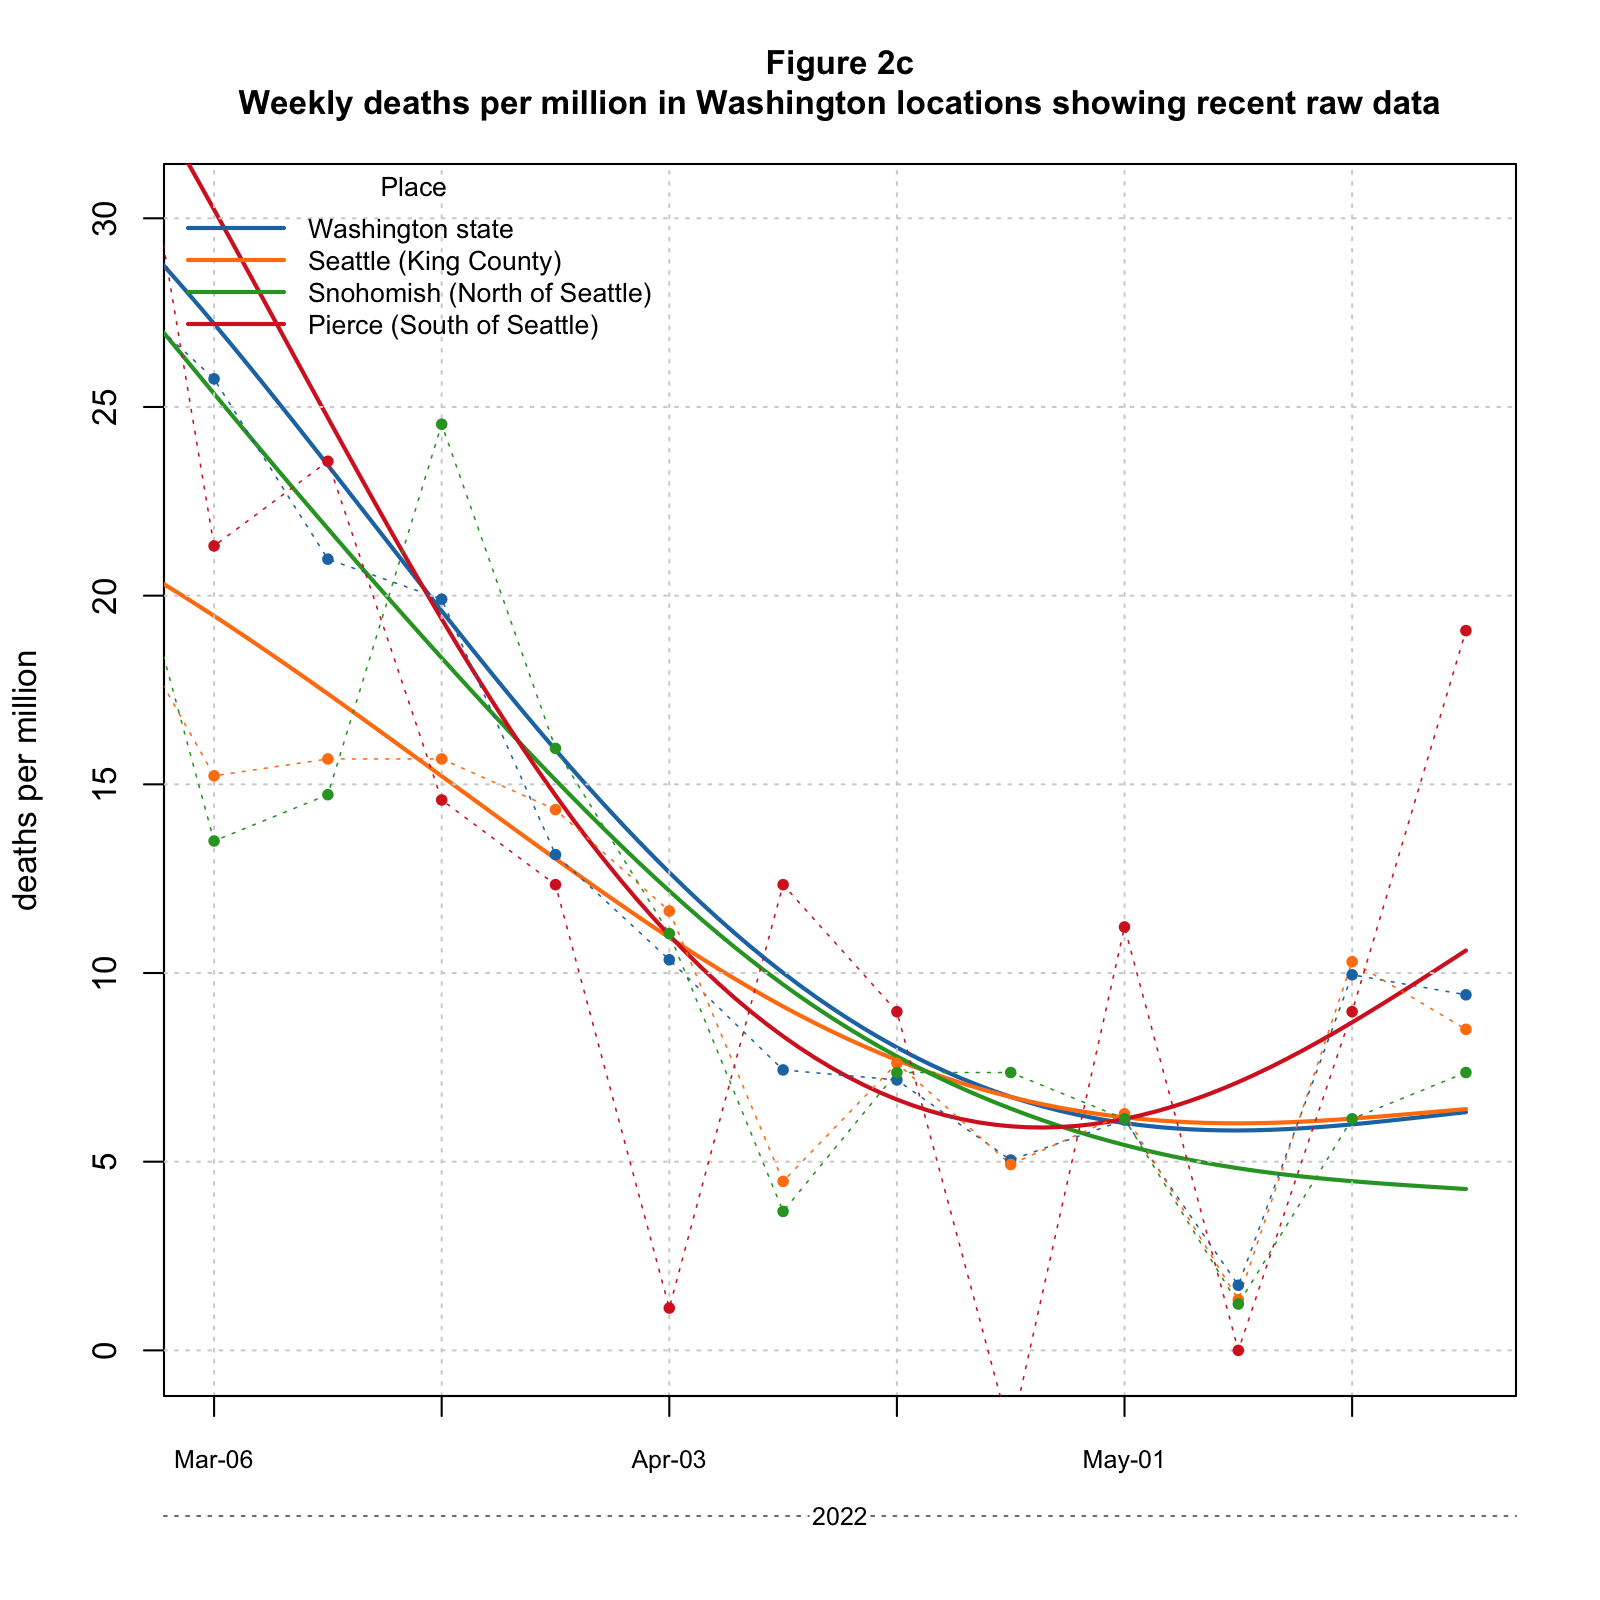 Figure 2c
Weekly deaths per million in Washington locations showing recent raw data
Place
Washington state
Seattle (King County)
Snohomish (North of Seattle)
Pierce (South of Seattle)
deaths per million
30
25
20
15
10
5
0
Mar-06
Apr-03
May-01
2022